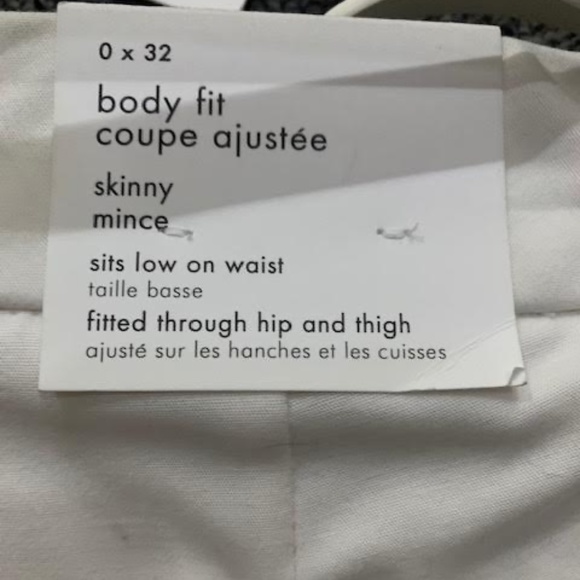 0 x 32
body fit
coupe ajustée
skinny
mince
sits low on waist
taille basse
fitted through hip and thigh
ajusté sur les hanches et les cuisses